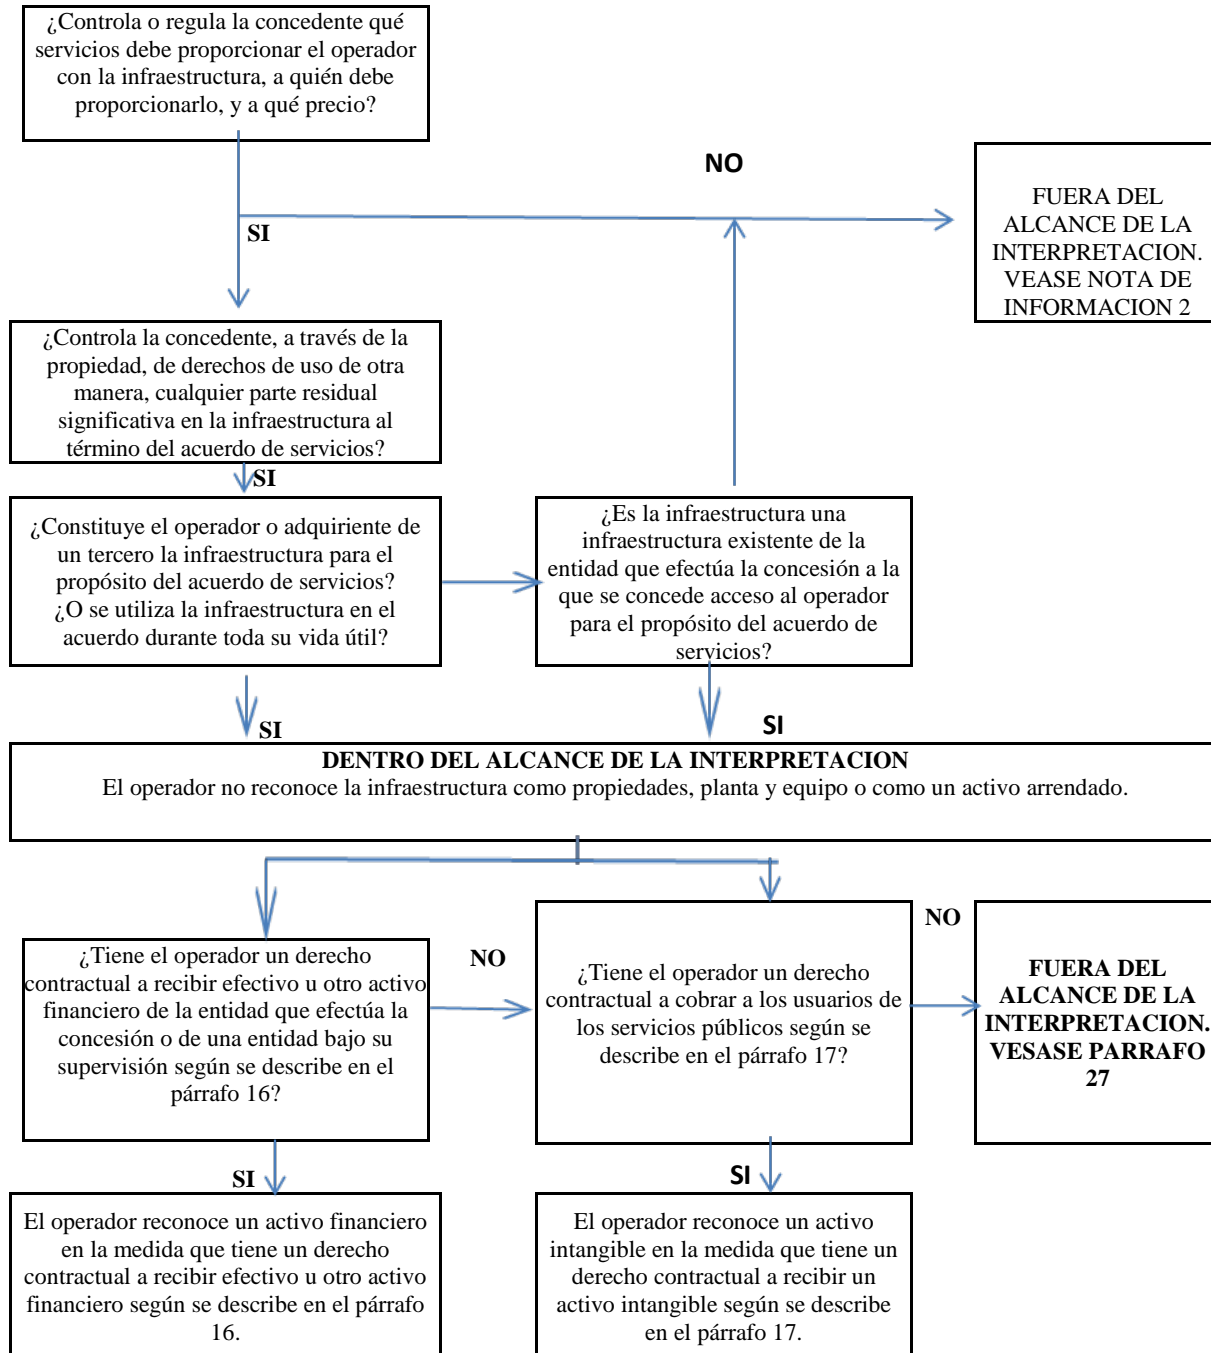 ¿Controla o regula la concedente qué
servicios debe proporcionar el operador
con la infraestructura, a quién debe
proporcionarlo, y a qué precio?
NO
FUERA DEL
ALCANCE DE LA
INTERPRETACION.
VEASE NOTA DE
INFORMACION 2
SI
¿Controla la concedente, a través de la
propiedad, de derechos de uso de otra
manera, cualquier parte residual
significativa en la infraestructura al
término del acuerdo de servicios?
SI
¿Constituye el operador o adquiriente de
un tercero la infraestructura para el
propósito del acuerdo de servicios?
¿O se utiliza la infraestructura en el
acuerdo durante toda su vida útil?
¿Es la infraestructura una
infraestructura existente de la
entidad que efectúa la concesión a la
que se concede acceso al operador
para el propósito del acuerdo de
servicios?
SI
SI
DENTRO DEL ALCANCE DE LA INTERPRETACION
El operador no reconoce la infraestructura como propiedades, planta y equipo o como un activo arrendado.
¿Tiene el operador un derecho
contractual a recibir efectivo u otro activo
financiero de la entidad que efectúa la
concesión o de una entidad bajo su
supervisión según se describe en el
párrafo 16?
NO
¿Tiene el operador un derecho
contractual a cobrar a los usuarios de
los servicios públicos según se
describe en el párrafo 17?
NO
FUERA DEL
ALCANCE DE LA
INTERPRETACION.
VESASE PARRAFO
27
SI
SI
El operador reconoce un activo financiero
en la medida que tiene un derecho
contractual a recibir efectivo u otro activo
financiero según se describe en el párrafo
16.
El operador reconoce un activo
intangible en la medida que tiene un
derecho contractual a recibir un
activo intangible según se describe
en el párrafo 17.